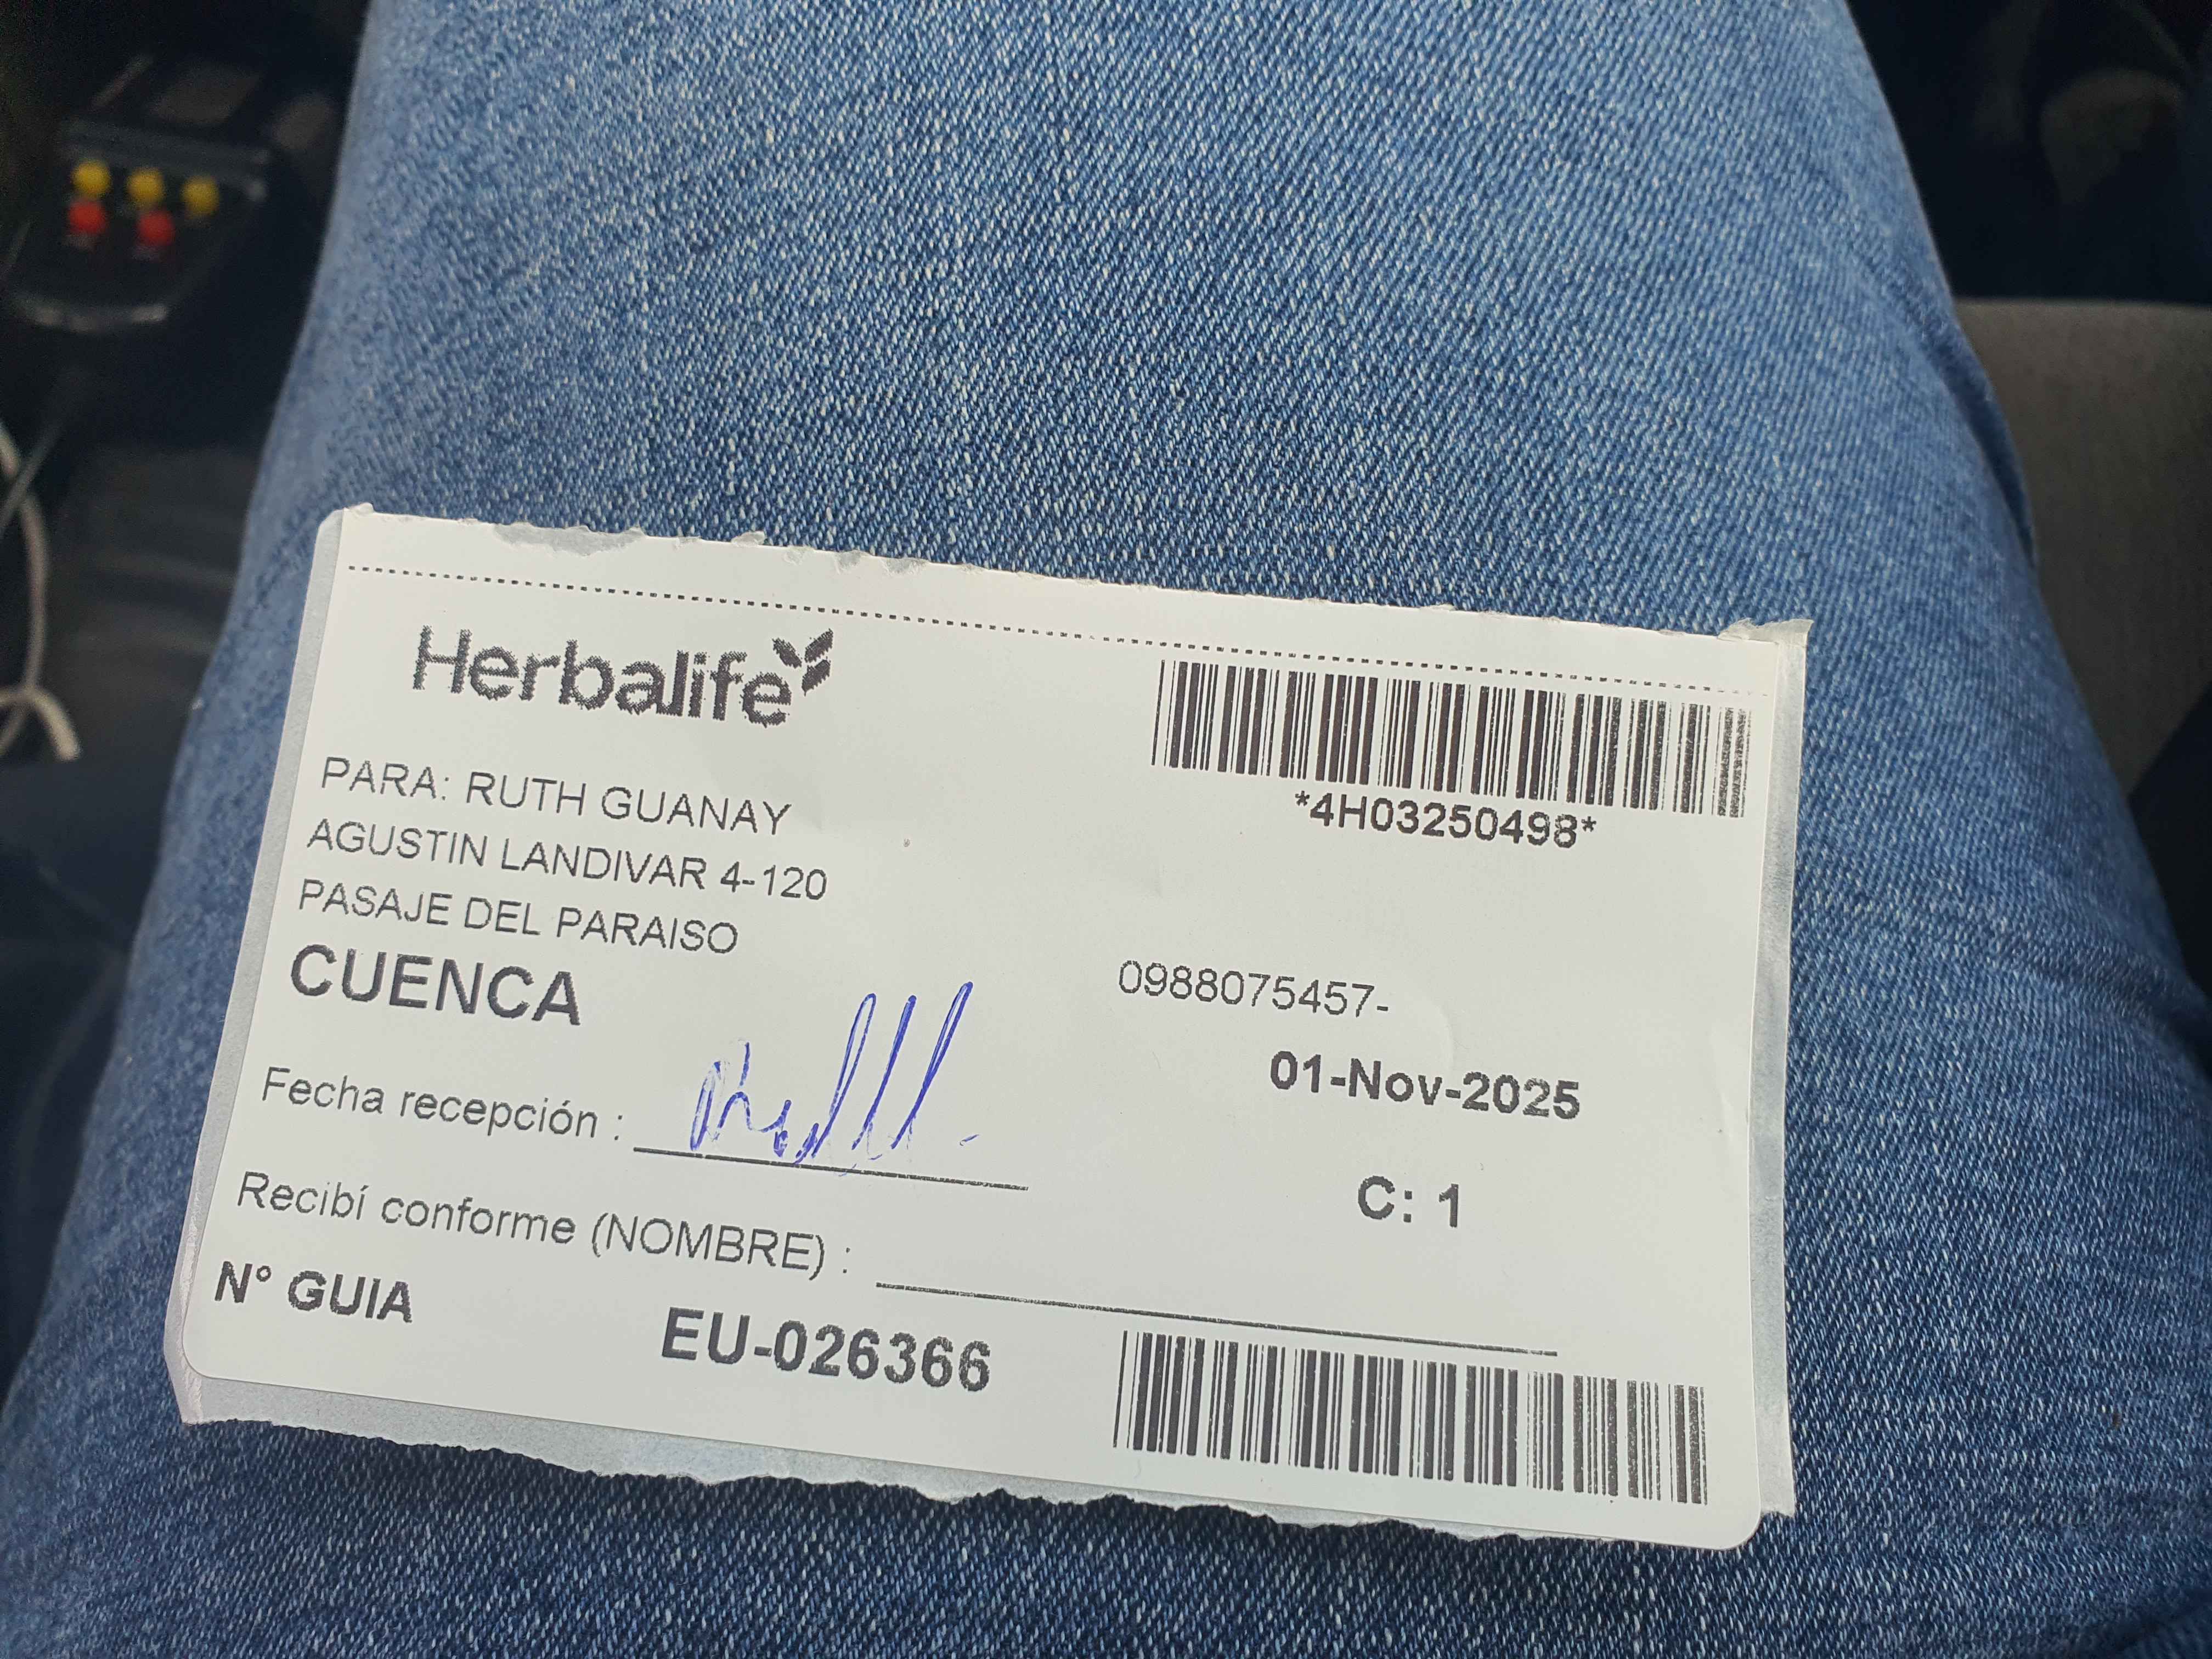 Herbalife
*4H03250498*
PARA: RUTH GUANAY
AGUSTIN LANDIVAR 4-120
PASAJE DEL PARAISO
CUENCA
0988075457-
01-Nov-2025
Fecha recepción :
C: 1
Recibí conforme (NOMBRE) :
N° GUIA EU-026366